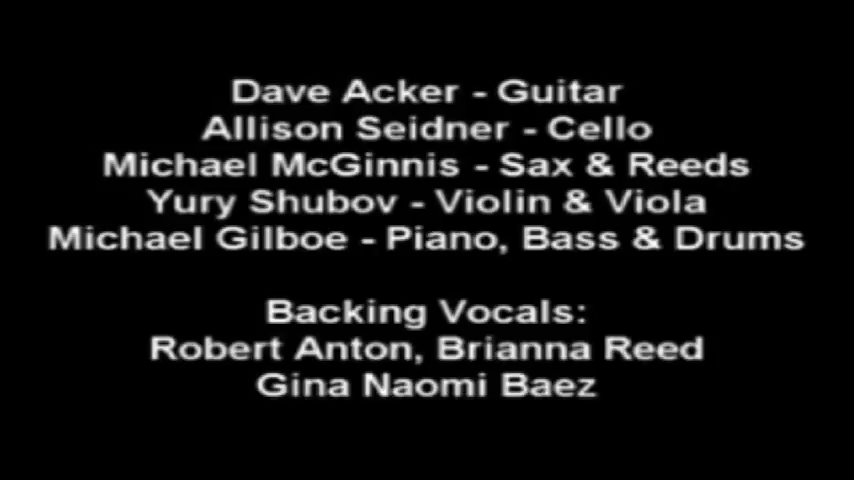 Dave Acker - Guitar
Allison Seidner - Cello
Michael McGinnis - Sax & Reeds
Yury Shubov - Violin & Viola
Michael Gilboe - Piano, Bass & Drums
Backing Vocals:
Robert Anton, Brianna Reed
Gina Naomi Baez